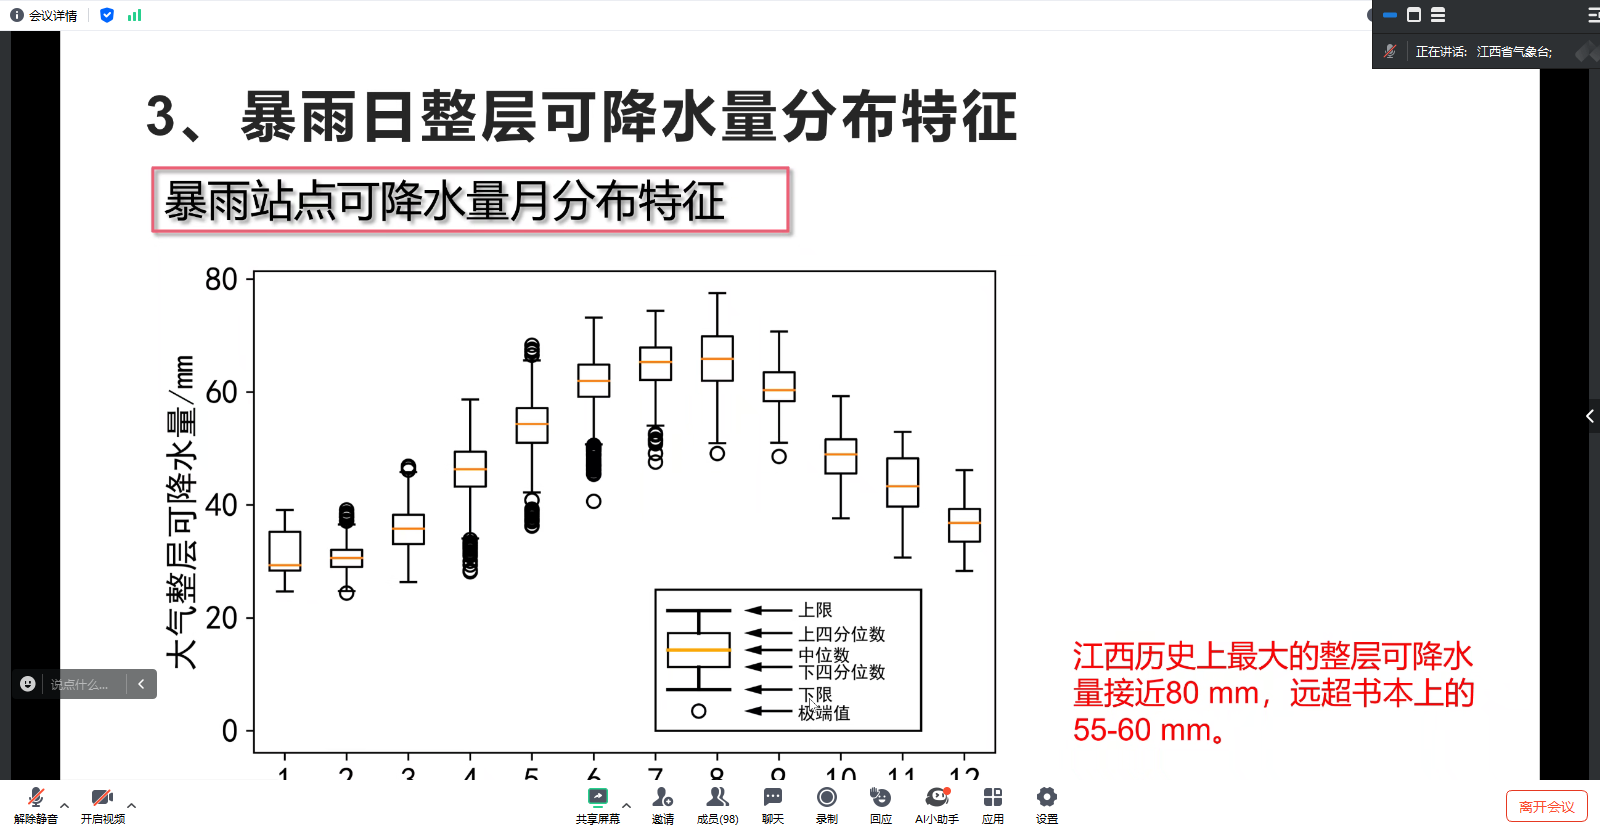 会议详情
正在讲话: 江西省气象台;
3、暴雨日整层可降水量分布特征
暴雨站点可降水量月分布特征
大气整层可降水量/mm
80
60
40
20
0
上限
上四分位数
中位数
下四分位数
下限
极端值
1 2 3 4 5 6 7 8 9 10 11 12
江西历史上最大的整层可降水
量接近80 mm，远超书本上的
55-60 mm。
说点什么...
解除静音
开启视频
共享屏幕
邀请
成员(98)
聊天
录制
回应
AI小助手
应用
设置
离开会议